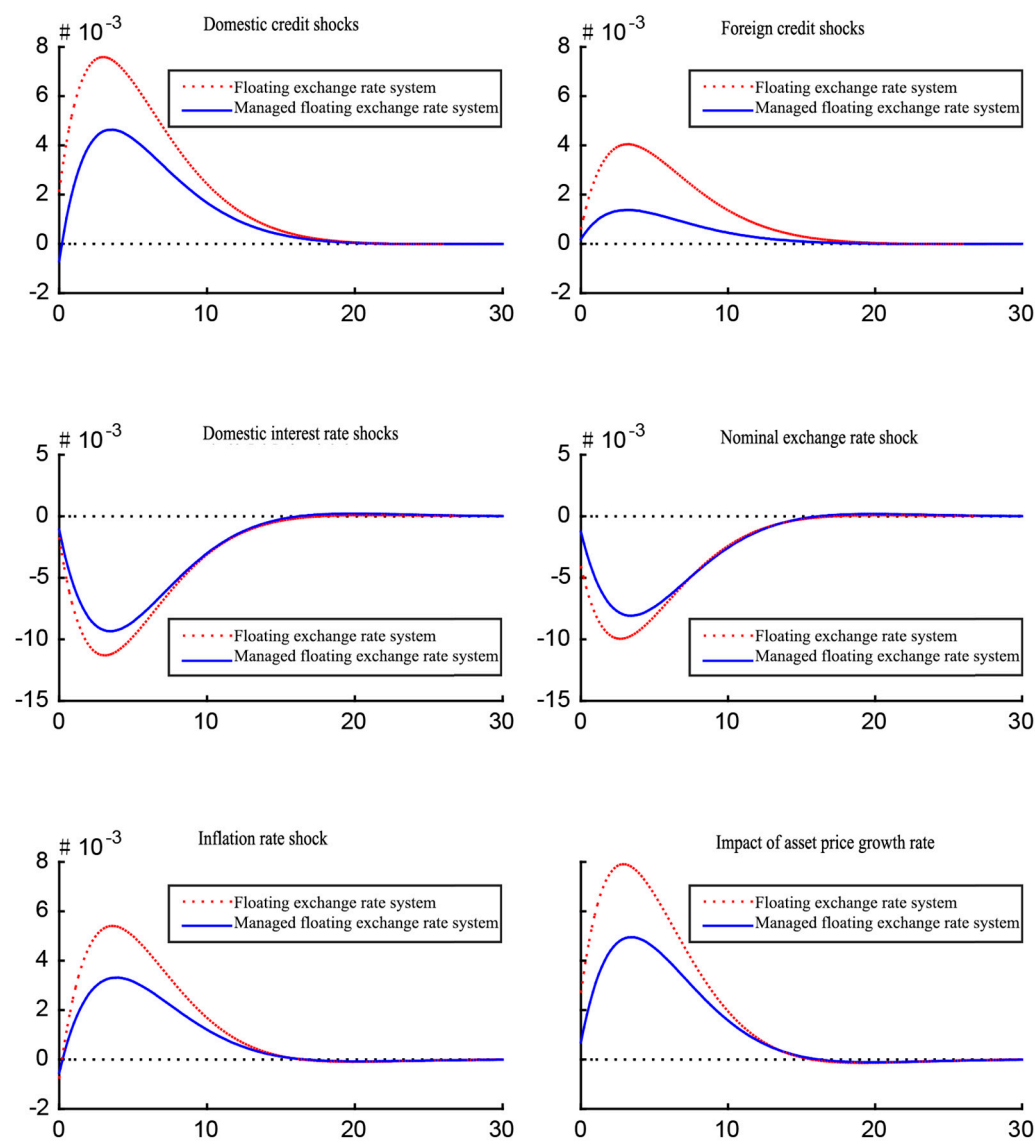 Domestic credit shocks
# 10-3
8
6
4
2
0
-2
0 10 20 30
Floating exchange rate system
Managed floating exchange rate system
Foreign credit shocks
# 10-3
8
6
4
2
0
-2
0 10 20 30
Floating exchange rate system
Managed floating exchange rate system
Domestic interest rate shocks
# 10-3
5
0
-5
-10
-15
0 10 20 30
Floating exchange rate system
Managed floating exchange rate system
Nominal exchange rate shock
# 10-3
5
0
-5
-10
-15
0 10 20 30
Floating exchange rate system
Managed floating exchange rate system
Inflation rate shock
# 10-3
8
6
4
2
0
-2
0 10 20 30
Floating exchange rate system
Managed floating exchange rate system
Impact of asset price growth rate
0 10 20 30
Floating exchange rate system
Managed floating exchange rate system